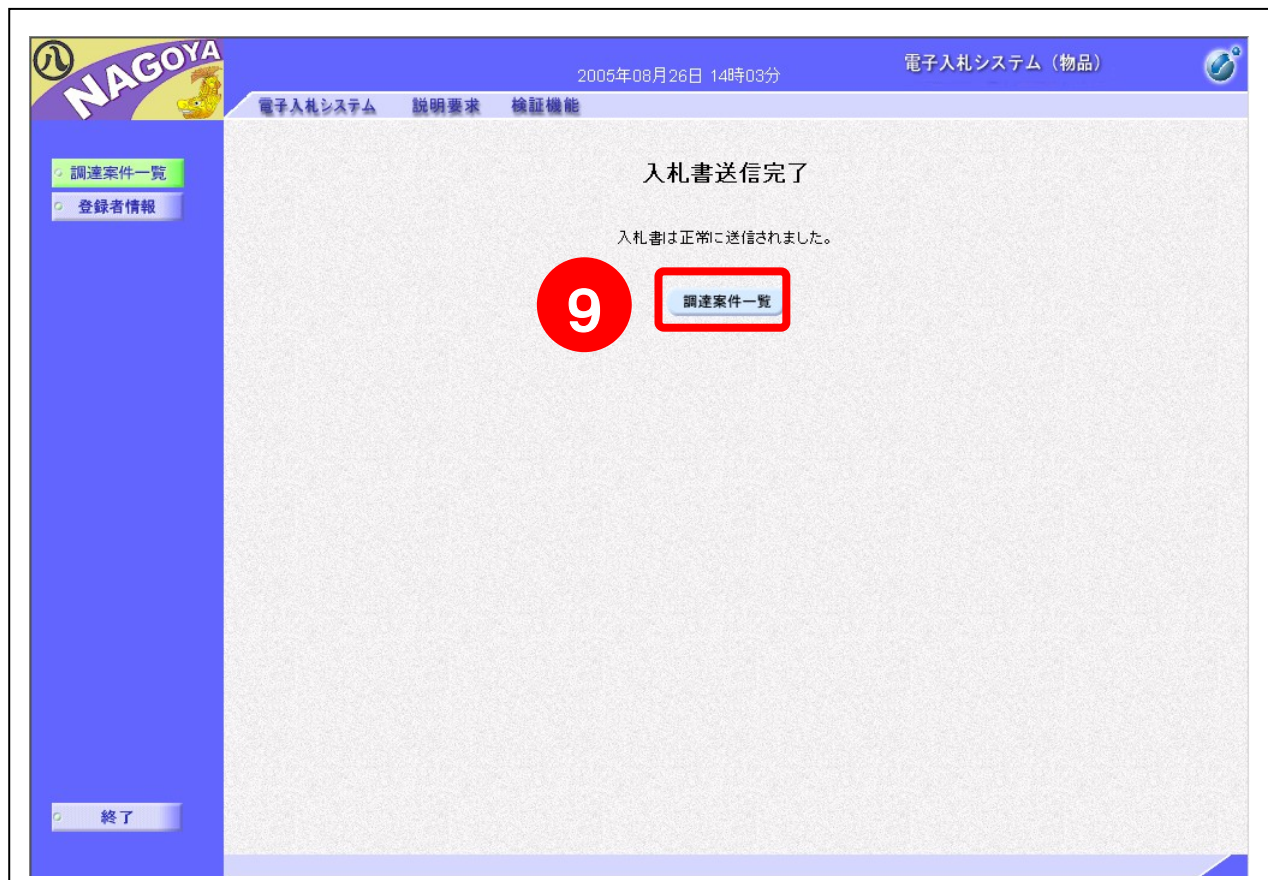 八
NAGOYA
2005年08月26日 14時03分
電子入札システム（物品）
電子入札システム 説明要求 検証機能
調達案件一覧
登録者情報
入札書送信完了
入札書は正常に送信されました。
9
調達案件一覧
終了